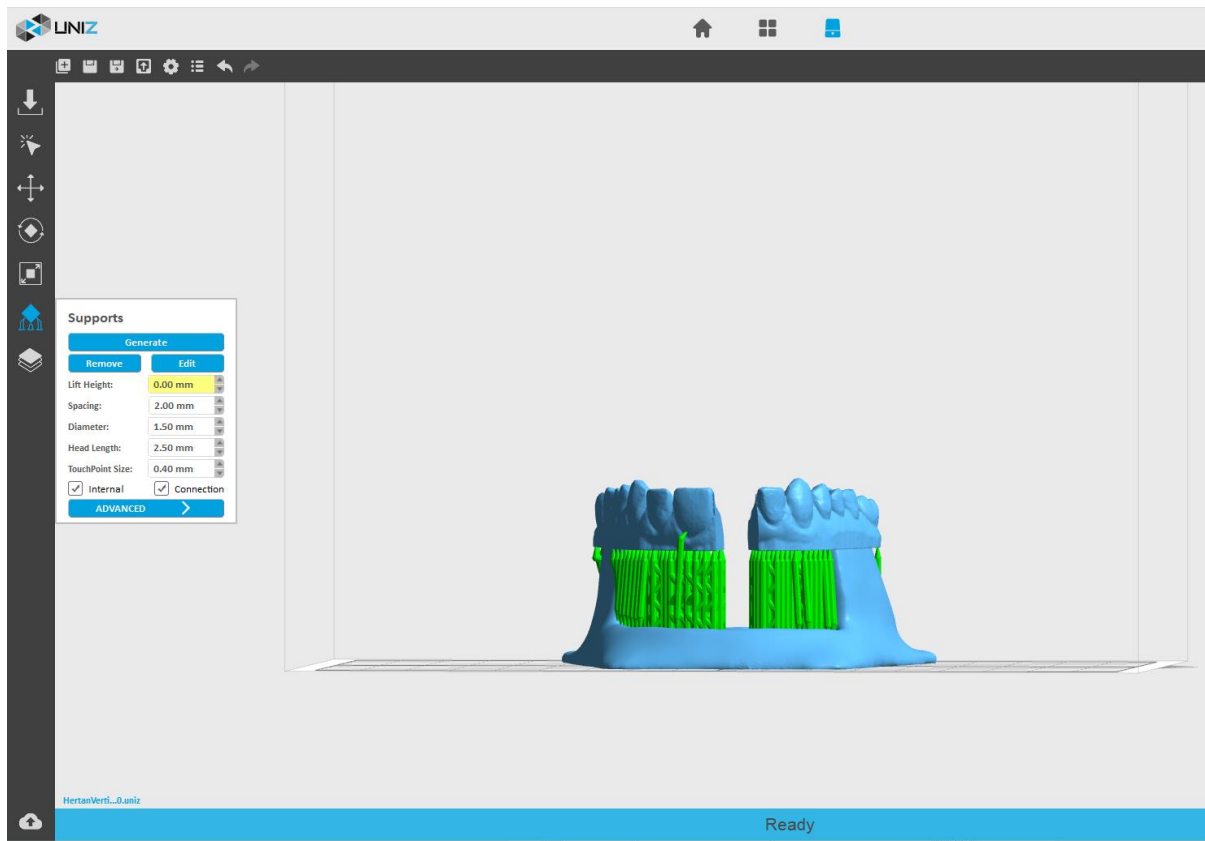 UNIZ
Supports
Generate
Remove Edit
Lift Height: 0.00 mm
Spacing: 2.00 mm
Diameter: 1.50 mm
Head Length: 2.50 mm
TouchPoint Size: 0.40 mm
Internal Connection
ADVANCED
HertanVerti...0.uniz
Ready